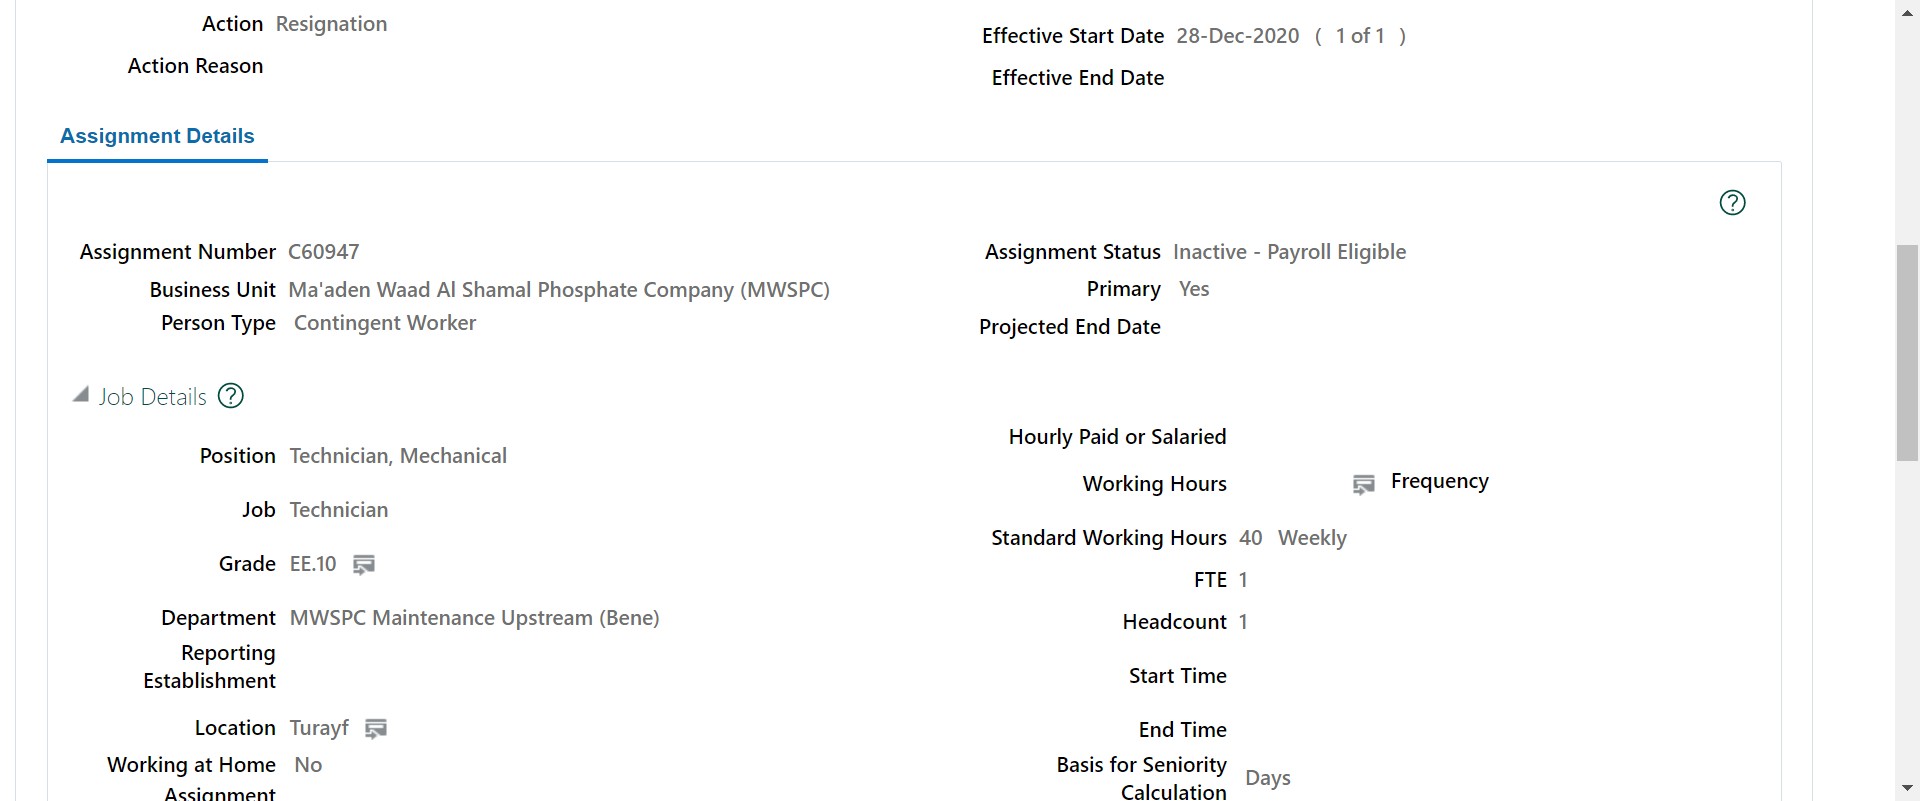 Action Resignation
Effective Start Date 28-Dec-2020 ( 1 of 1 )
Action Reason
Effective End Date
Assignment Details
Assignment Number C60947
Assignment Status Inactive - Payroll Eligible
Business Unit Ma'aden Waad Al Shamal Phosphate Company (MWSPC)
Primary Yes
Person Type Contingent Worker
Projected End Date
Job Details
Hourly Paid or Salaried
Position Technician, Mechanical
Working Hours Frequency
Job Technician
Standard Working Hours 40 Weekly
Grade EE.10
FTE 1
Department MWSPC Maintenance Upstream (Bene)
Headcount 1
Reporting
Establishment
Start Time
Location Turayf
End Time
Working at Home No
Basis for Seniority
Calculation Days
Assignment